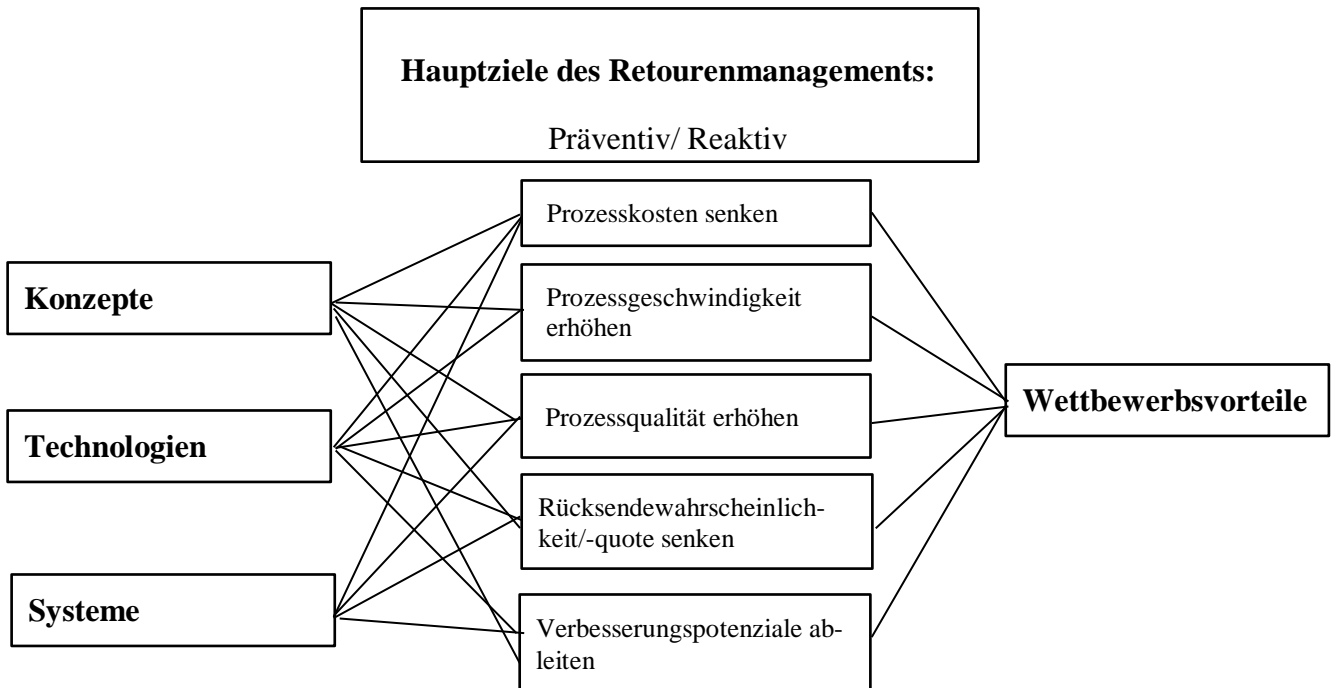 Hauptziele des Retourenmanagements:
Präventiv/ Reaktiv
Konzepte
Technologien
Systeme
Prozesskosten senken
Prozessgeschwindigkeit
erhöhen
Prozessqualität erhöhen
Rücksendewahrscheinlich-
keit/-quote senken
Verbesserungspotenziale ab-
leiten
Wettbewerbsvorteile